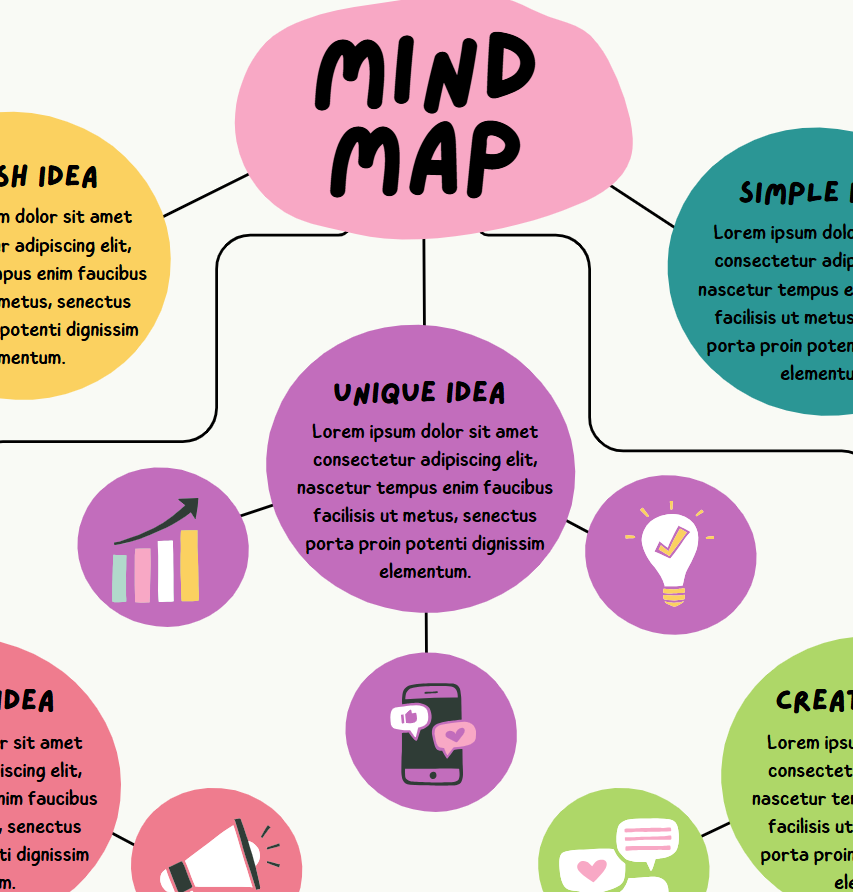 MIND
MAP
SH IDEA
m dolor sit amet
r adipiscing elit,
mpus enim faucibus
metus, senectus
potenti dignissim
mentum.
SIMPLE I
Lorem ipsum dolo
consectetur adip
nascetur tempus e
facilisis ut metus
porta proin poten
elementu
UNIQUE IDEA
Lorem ipsum dolor sit amet
consectetur adipiscing elit,
nascetur tempus enim faucibus
facilisis ut metus, senectus
porta proin potenti dignissim
elementum.
IDEA
r sit amet
iscing elit,
nim faucibus
, senectus
ti dignissim
m.
CREAT
Lorem ipsu
consectet
nascetur tem
facilisis ut
porta proin
ele